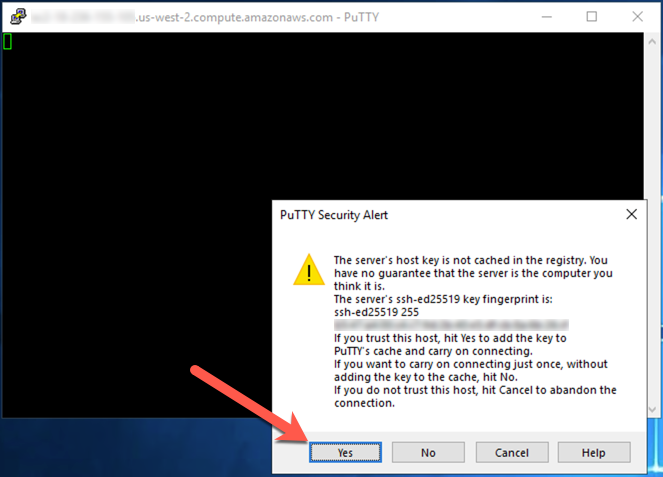 .us-west-2.compute.amazonaws.com - PuTTY
PuTTY Security Alert
The server's host key is not cached in the registry. You
have no guarantee that the server is the computer you
think it is.
The server's ssh-ed25519 key fingerprint is:
ssh-ed25519 255
If you trust this host, hit Yes to add the key to
PuTTY's cache and carry on connecting.
If you want to carry on connecting just once, without
adding the key to the cache, hit No.
If you do not trust this host, hit Cancel to abandon the
connection.
Yes
No
Cancel
Help